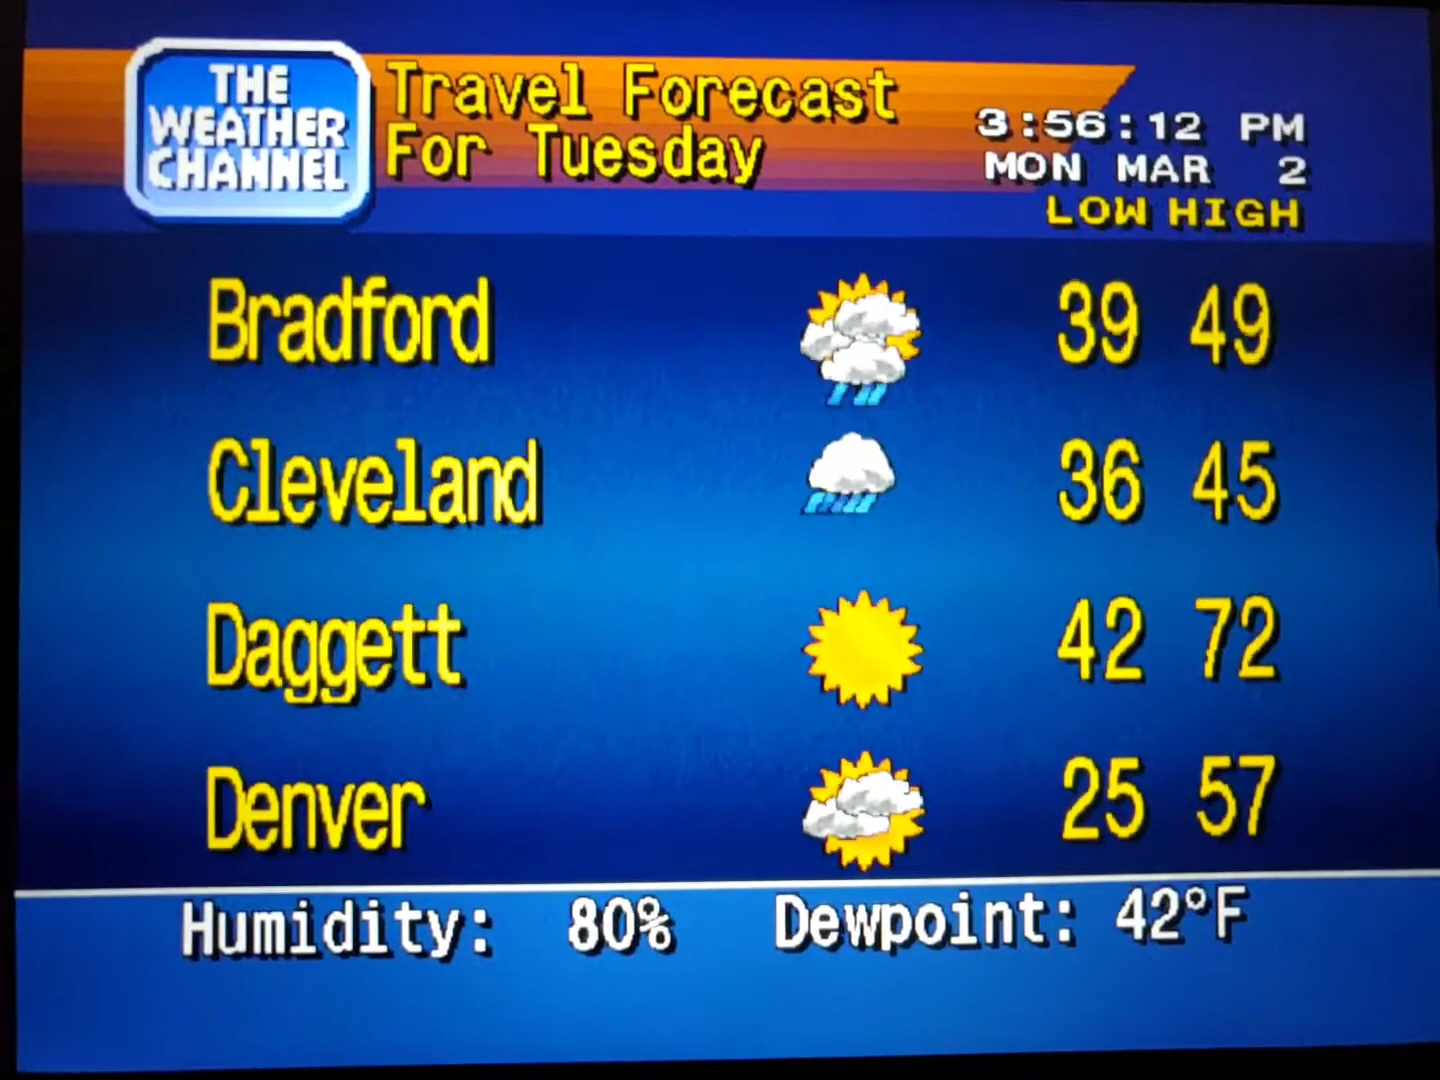 THE
WEATHER
CHANNEL
Travel Forecast
For Tuesday
3:56:12 PM
MON MAR 2
LOW HIGH
Bradford 39 49
Cleveland 36 45
Daggett 42 72
Denver 25 57
Humidity: 80% Dewpoint: 42°F